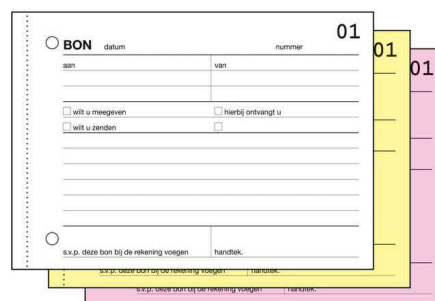 01
BON datum nummer
aan van
wilt u meegeven hierbij ontvangt u
wilt u zenden
s.v.p. deze bon bij de rekening voegen handtek.
01
s.v.p. deze bon bij de rekening voegen handtek.
01
s.v.p. deze bon bij de rekening voegen handtek.